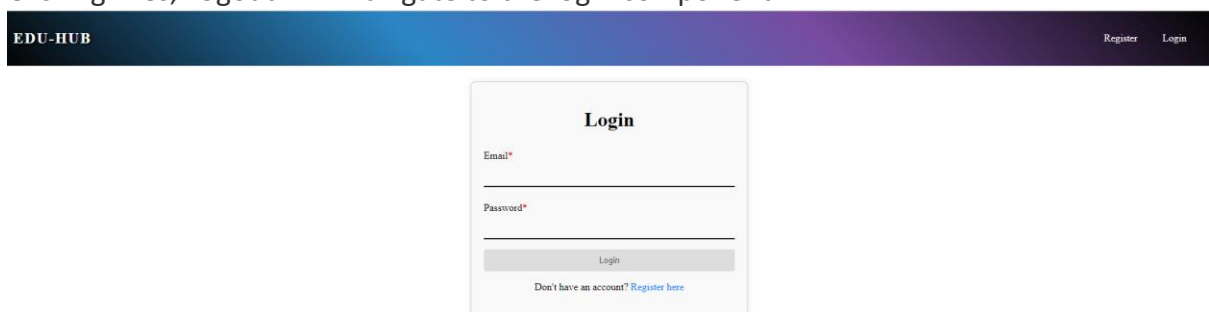 EDU-HUB Register Login
Login
Email*
Password*
Login
Don't have an account? Register here